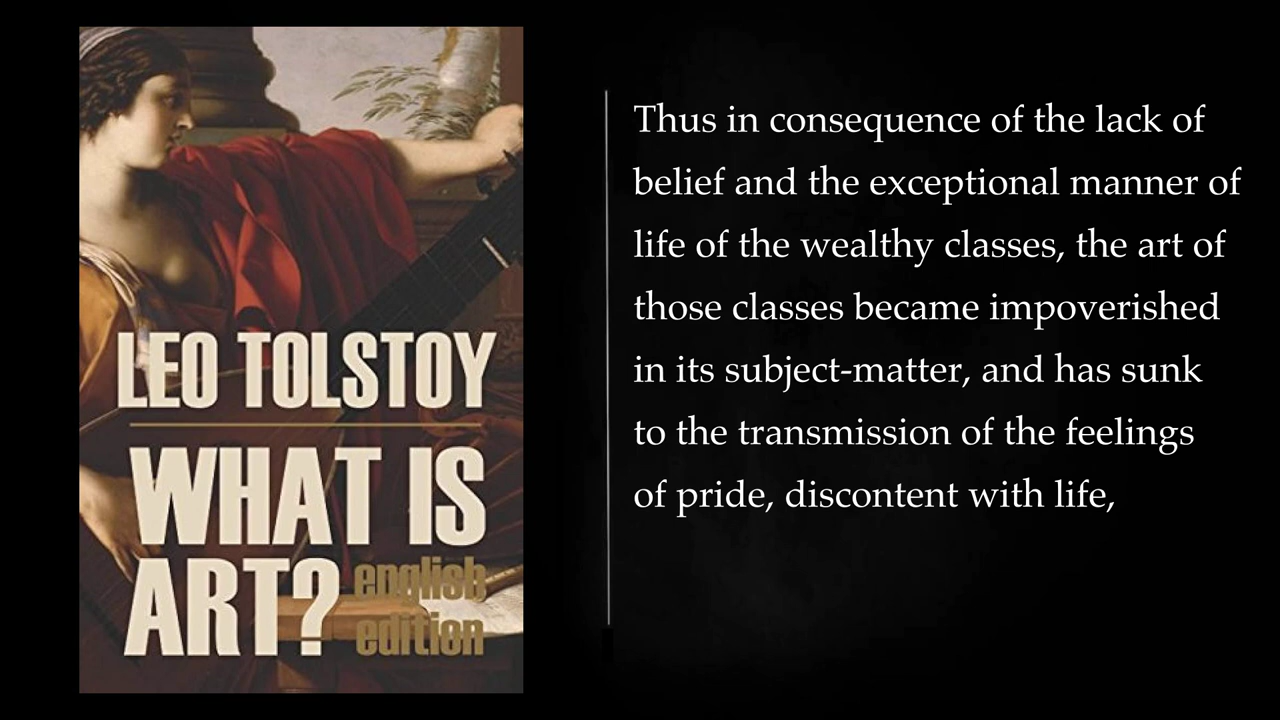 LEO TOLSTOY
WHAT IS
ART?
english
edition
Thus in consequence of the lack of
belief and the exceptional manner of
life of the wealthy classes, the art of
those classes became impoverished
in its subject-matter, and has sunk
to the transmission of the feelings
of pride, discontent with life,